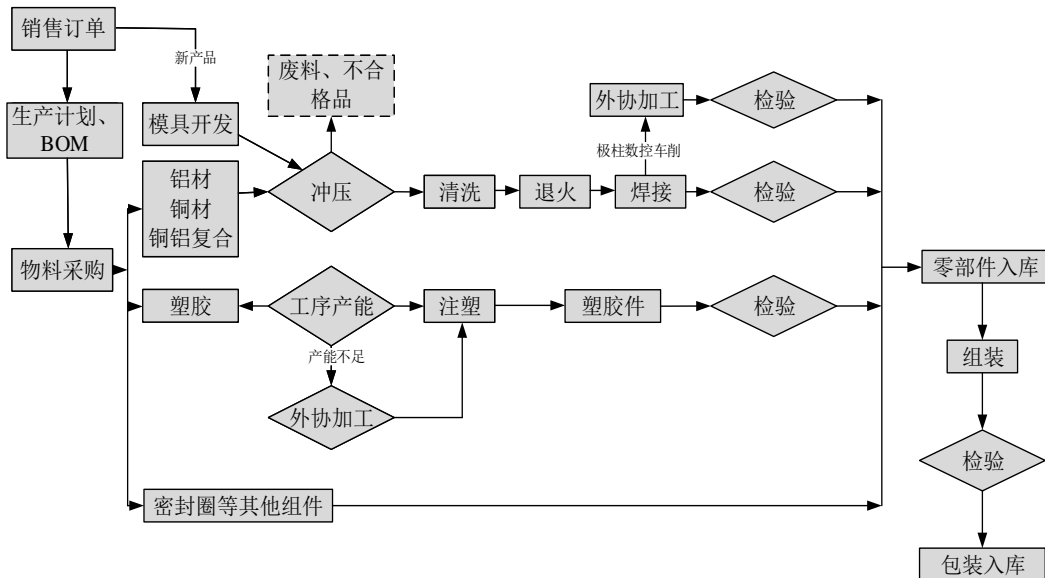 销售订单
新产品
废料、不合
格品
生产计划、
BOM
模具开发
外协加工
检验
极柱数控车削
铝材
铜材
铜铝复合
冲压
清洗
退火
焊接
检验
物料采购
零部件入库
塑胶
工序产能
注塑
塑胶件
检验
产能不足
组装
外协加工
检验
密封圈等其他组件
包装入库